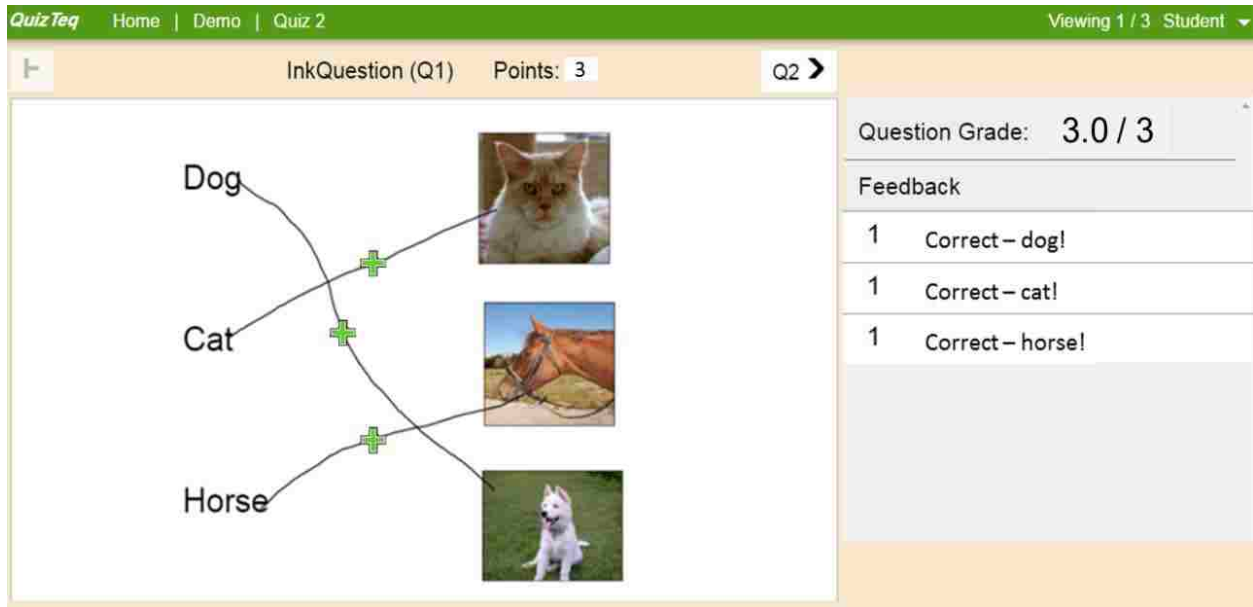 QuizTeq Home | Demo | Quiz 2 Viewing 1 / 3 Student
InkQuestion (Q1) Points: 3 Q2
Dog
Cat
Horse
Question Grade: 3.0 / 3
Feedback
1 Correct – dog!
1 Correct – cat!
1 Correct – horse!